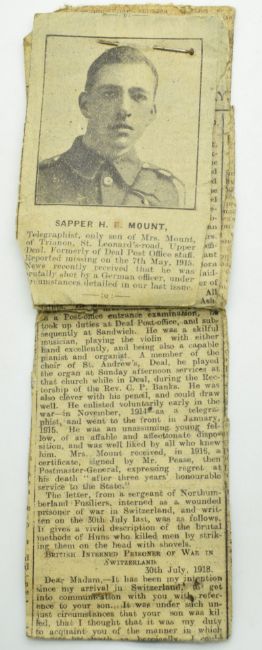 SAPPER H. E. MOUNT,
Telegraphist, only son of Mrs. Mount,
of Trianon, St. Leonard's-road, Upper
Deal. Formerly of Deal Post Office staff.
Reported missing on the 7th May, 1915.
News recently received that he was
brutally shot by a German officer, under
circumstances detailed in our last issue.
a Post-office entrance examination, he
took up duties at Deal Post-office, and sub-
sequently at Sandwich. He was a skilful
musician, playing the violin with either
hand excellently, and being also a capable
pianist and organist. A member of the
choir of St. Andrew's, Deal, he played
the organ at Sunday afternoon services at
that church while in Deal, during the Rec-
torship of the Rev. C. P. Banks. He was
also clever with his pencil, and could draw
well. He enlisted voluntarily early in the
war—in November, 1914—as a telegra-
phist, and went to the front in January,
1915. He was an unassuming young fel-
low, of an affable and affectionate dispo-
sition, and was well liked by all who knew
him. Mrs. Mount received, in 1915, a
certificate, signed by Mr. Pease, then
Postmaster-General, expressing regret at
his death "after three years' honourable
service to the State."
The letter, from a sergeant of Northum-
berland Fusiliers, interned as a wounded
prisoner of war in Switzerland, and writ-
ten on the 30th July last, was as follows.
It gives a vivid description of the brutal
methods of Huns who killed men by strik-
ing them on the head with shovels.
BRITISH INTERNED PRISONER OF WAR IN
SWITZERLAND
30th July, 1918.
Dear Madam,—It has been my intention
since my arrival in Switzerland, to get
into communication with you with refer-
ence to your son. It was under such un-
just circumstances that your son was kil-
led, that I thought that it was my duty
to acquaint you of the manner in which